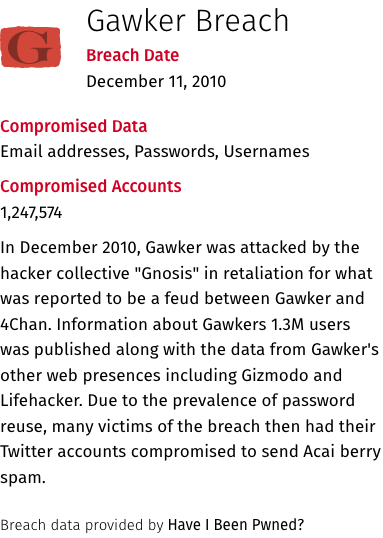 Gawker Breach
G
Breach Date
December 11, 2010
Compromised Data
Email addresses, Passwords, Usernames
Compromised Accounts
1,247,574
In December 2010, Gawker was attacked by the
hacker collective "Gnosis" in retaliation for what
was reported to be a feud between Gawker and
4Chan. Information about Gawkers 1.3M users
was published along with the data from Gawker's
other web presences including Gizmodo and
Lifehacker. Due to the prevalence of password
reuse, many victims of the breach then had their
Twitter accounts compromised to send Acai berry
spam.
Breach data provided by Have I Been Pwned?